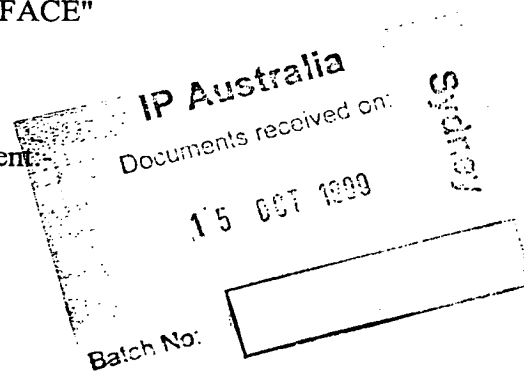 FACE"
IP Australia
Documents received on:
15 OCT 1999
Sydney
Batch No: